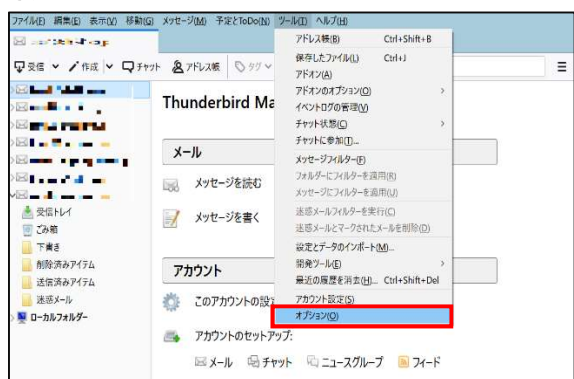 ファイル(F) 編集(E) 表示(V) 移動(G) メッセージ(M) 予定とToDo(N) ツール(T) ヘルプ(H)
受信 作成 チャット アドレス帳 タグ
Thunderbird Ma
メール
メッセージを読む
メッセージを書く
アカウント
このアカウントの設定
アカウントのセットアップ:
メール チャット ニュースグループ フィード
受信トレイ
ごみ箱
下書き
削除済みアイテム
送信済みアイテム
迷惑メール
ローカルフォルダー
アドレス帳(B) Ctrl+Shift+B
保存したファイル(L) Ctrl+J
アドオン(A)
アドオンのオプション(O)
イベントログの管理(V)
チャット状態(C)
チャットに参加(I)...
メッセージフィルター(F)
フォルダーにフィルターを適用(R)
メッセージにフィルターを適用(U)
迷惑メールフィルターを実行(C)
迷惑メールとマークされたメールを削除(D)
設定とデータのインポート(M)...
開発ツール(E)
最近の履歴を消去(H)... Ctrl+Shift+Del
アカウント設定(S)
オプション(O)